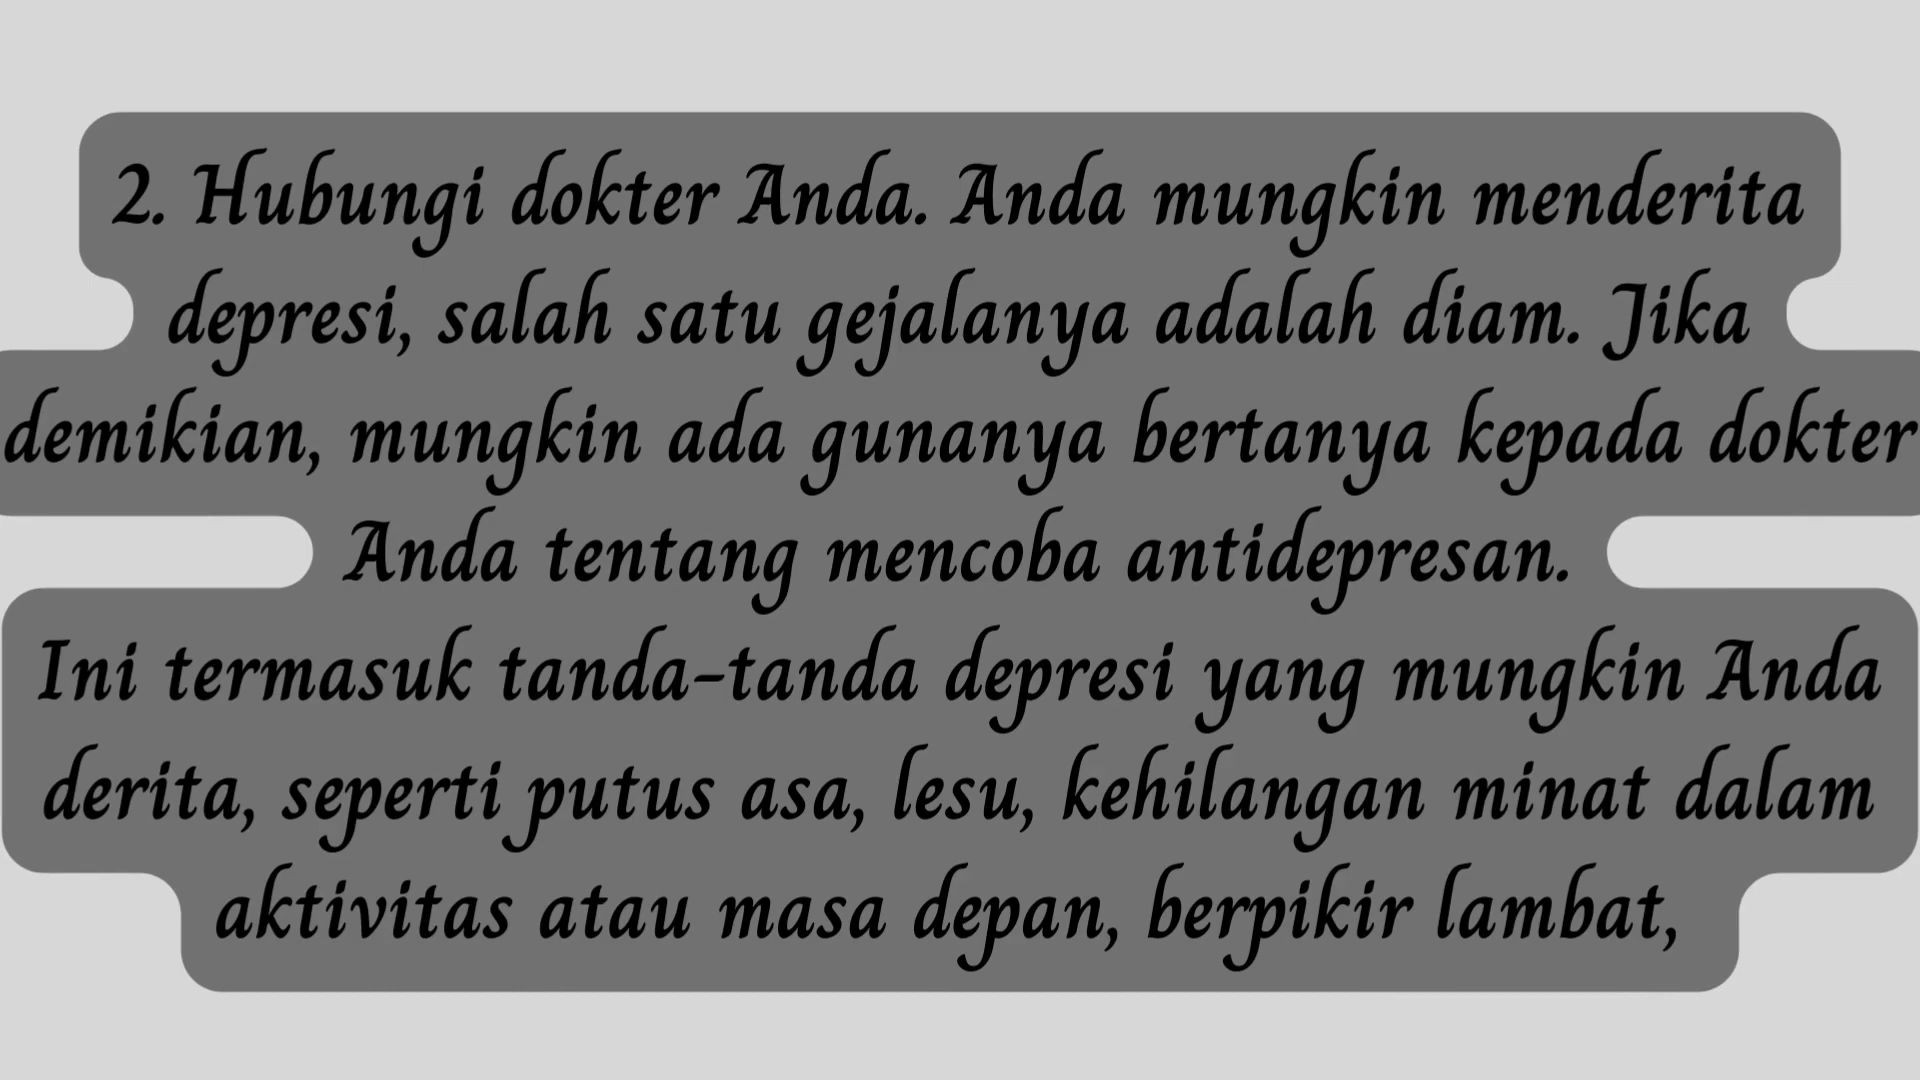 2. Hubungi dokter Anda. Anda mungkin menderita
depresi, salah satu gejalanya adalah diam. Jika
demikian, mungkin ada gunanya bertanya kepada dokter
Anda tentang mencoba antidepresan.
Ini termasuk tanda-tanda depresi yang mungkin Anda
derita, seperti putus asa, lesu, kehilangan minat dalam
aktivitas atau masa depan, berpikir lambat,